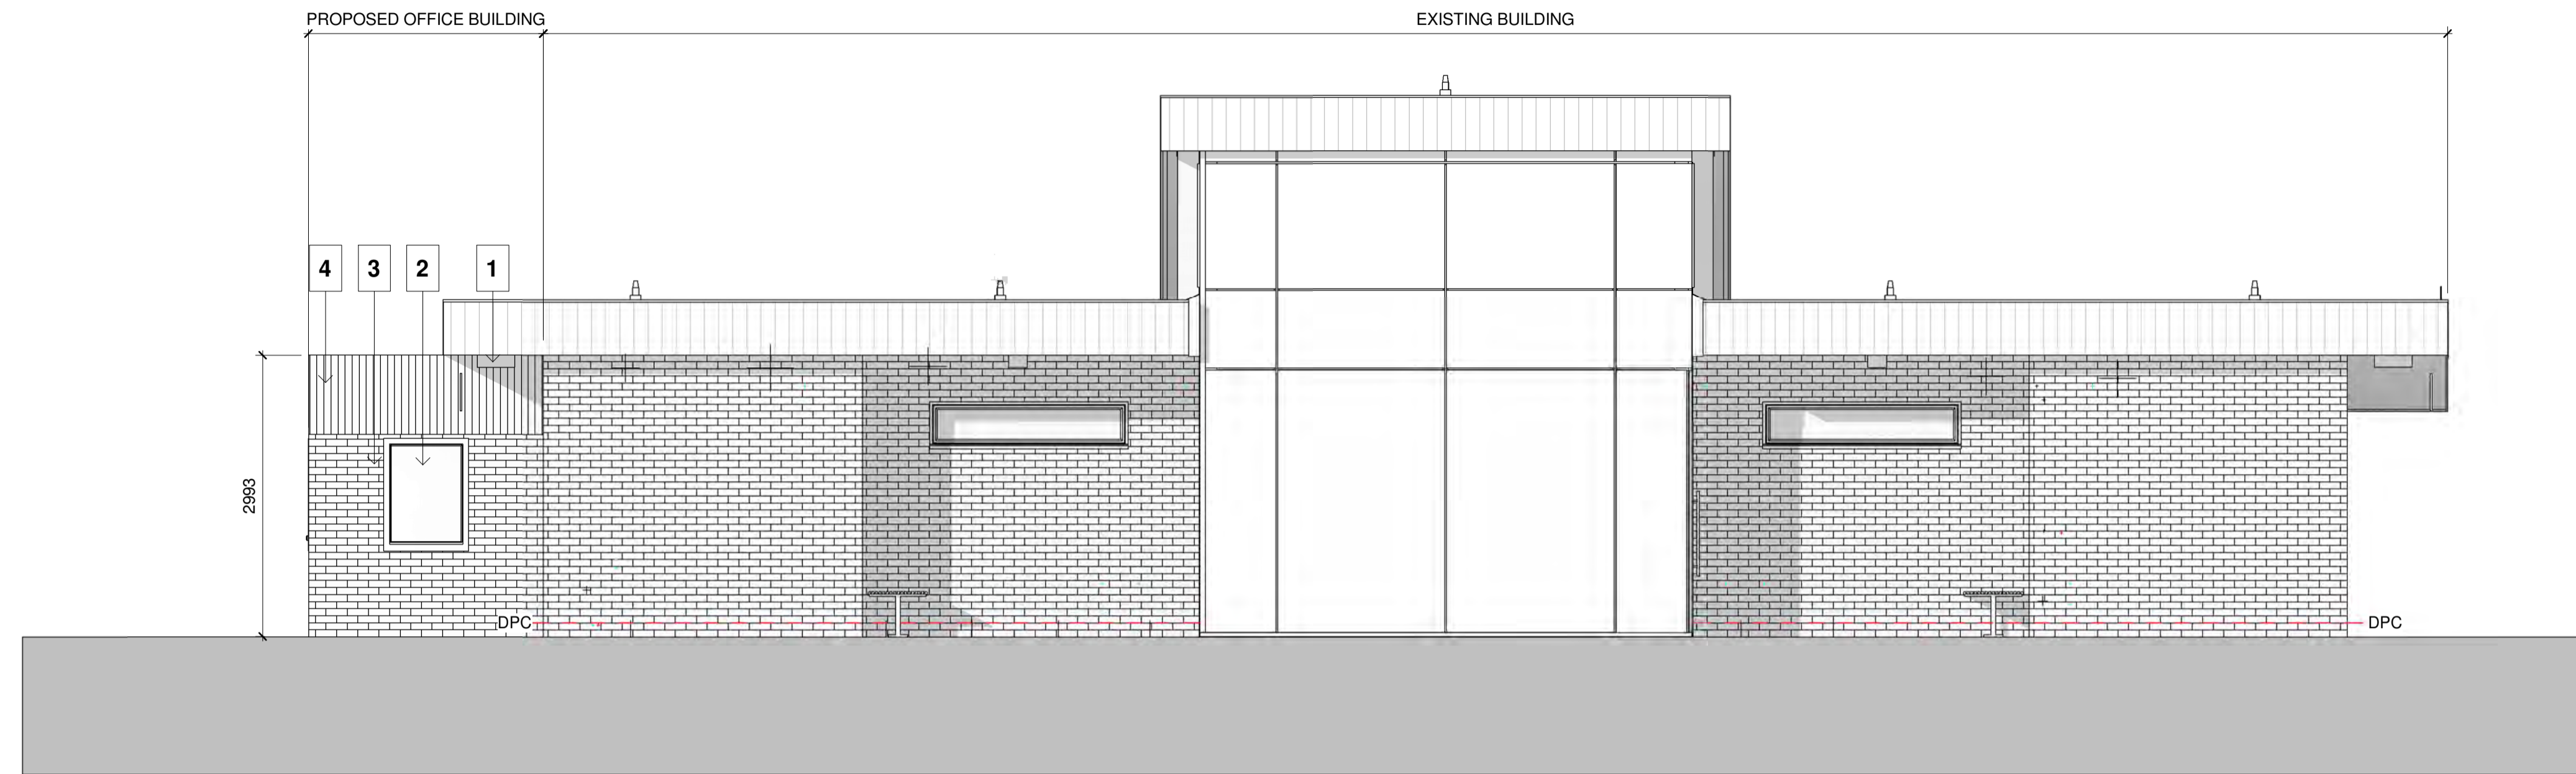 PROPOSED OFFICE BUILDING
EXISTING BUILDING
4
3
2
1
2993
DPC
DPC